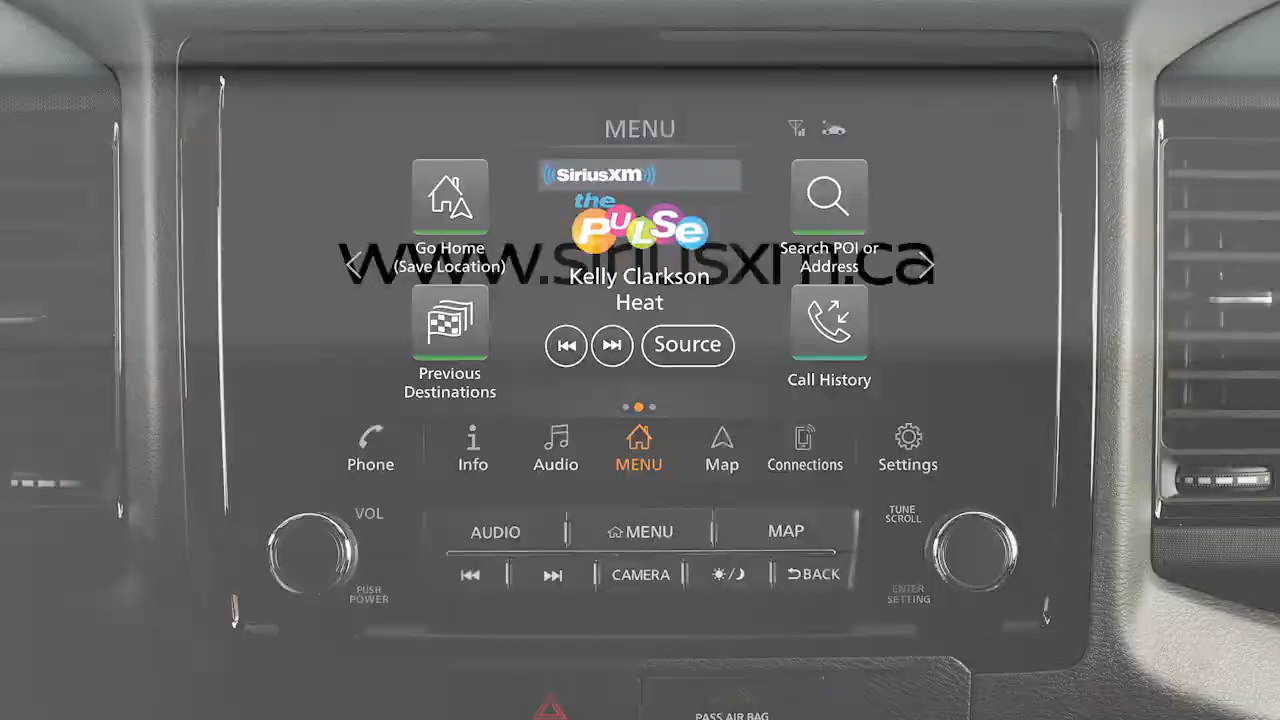 MENU
SiriusXM
the
PULSE
www.siriusxm.ca
Go Home
(Save Location)
Kelly Clarkson
Heat
Search POI or
Address
Source
Previous
Destinations
Call History
Phone
Info
Audio
MENU
Map
Connections
Settings
VOL
TUNE
SCROLL
AUDIO
MENU
MAP
CAMERA
BACK
PUSH
POWER
ENTER
SETTING
PASS AIR BAG